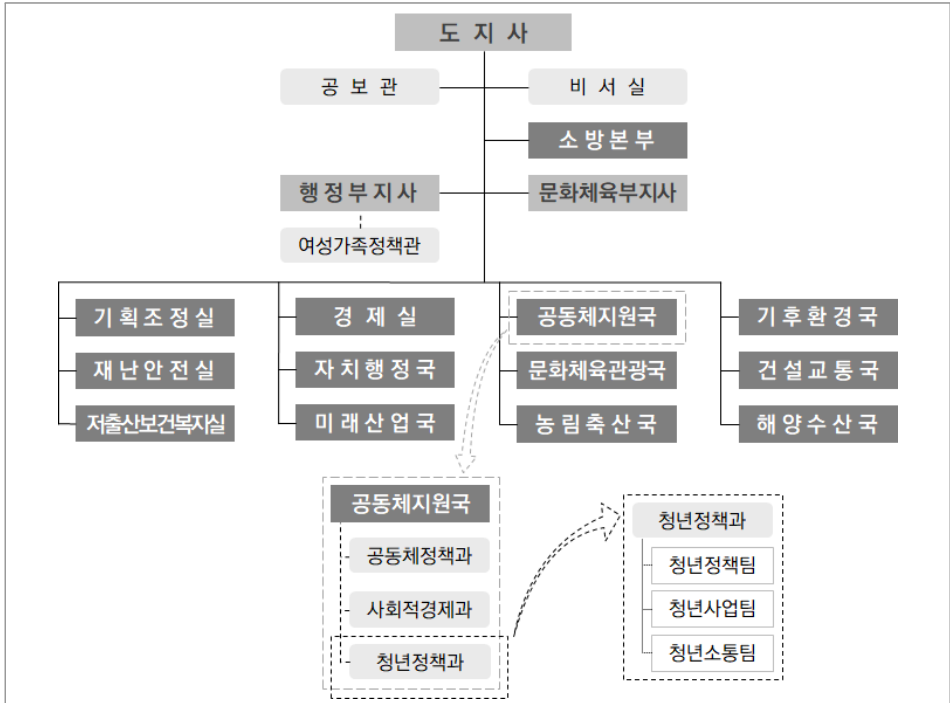 도 지 사
공 보 관
비 서 실
소 방 본 부
행 정 부 지 사
문화체육부지사
여성가족정책관
기 획 조 정 실
경 제 실
공동체지원국
기 후 환 경 국
재 난 안 전 실
자 치 행 정 국
문화체육관광국
건 설 교 통 국
저출산보건복지실
미 래 산 업 국
농 림 축 산 국
해 양 수 산 국
공동체지원국
공동체정책과
사회적경제과
청년정책과
청년정책과
청년정책팀
청년사업팀
청년소통팀